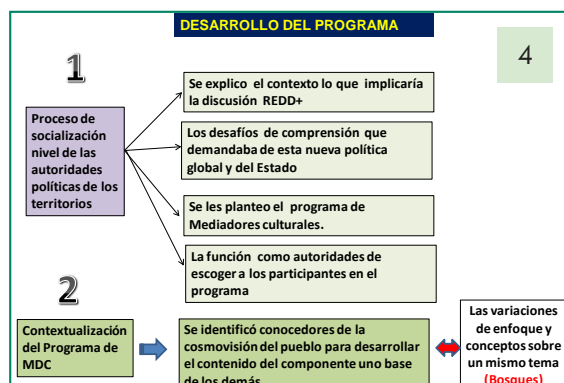 DESARROLLO DEL PROGRAMA
4
1
Proceso de
socialización
nivel de las
autoridades
políticas de los
territorios
Se explico el contexto lo que implicaría
la discusión REDD+
Los desafíos de comprensión que
demandaba de esta nueva política
global y del Estado
Se les planteo el programa de
Mediadores culturales.
La función como autoridades de
escoger a los participantes en el
programa
2
Contextualización
del Programa de
MDC
Se identificó conocedores de la
cosmovisión del pueblo para desarrollar
el contenido del componente uno base
de los demás
Las variaciones
de enfoque y
conceptos sobre
un mismo tema
(Bosques)